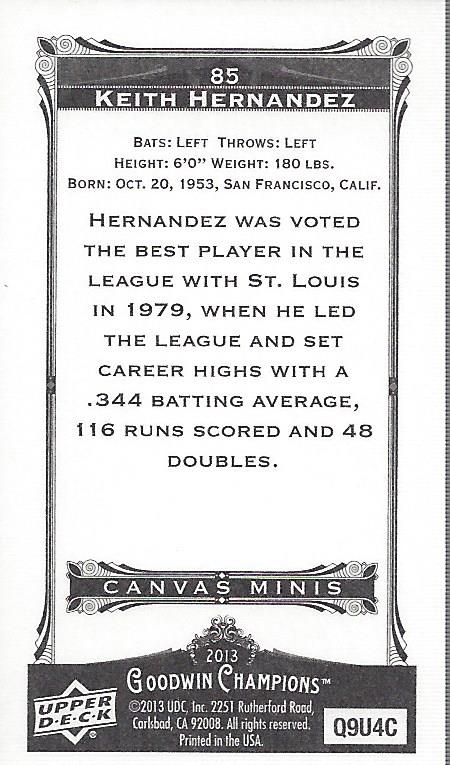 85
KEITH HERNANDEZ
BATS: LEFT THROWS: LEFT
HEIGHT: 6'0" WEIGHT: 180 LBS.
BORN: OCT. 20, 1953, SAN FRANCISCO, CALIF.
HERNANDEZ WAS VOTED
THE BEST PLAYER IN THE
LEAGUE WITH ST. LOUIS
IN 1979, WHEN HE LED
THE LEAGUE AND SET
CAREER HIGHS WITH A
.344 BATTING AVERAGE,
116 RUNS SCORED AND 48
DOUBLES.
CANVAS MINIS
2013
GOODWIN CHAMPIONS™
UPPER
D·E·C·K®
©2013 UDC, Inc. 2251 Rutherford Road,
Carlsbad, CA 92008. All rights reserved.
Printed in the USA.
Q9U4C